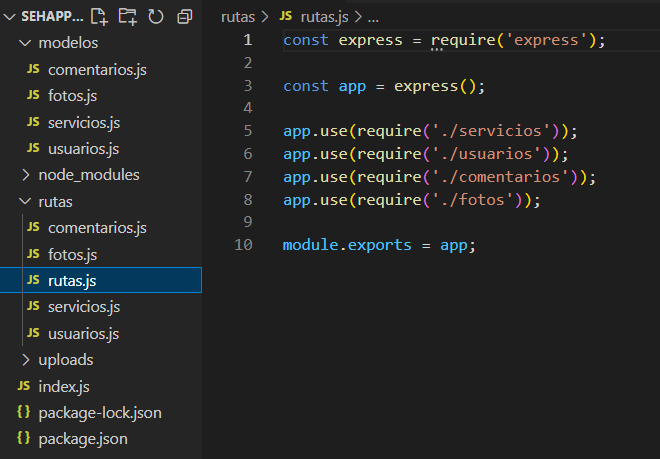 SEHAPP...
modelos
JS comentarios.js
JS fotos.js
JS servicios.js
JS usuarios.js
node_modules
rutas
JS comentarios.js
JS fotos.js
JS rutas.js
JS servicios.js
JS usuarios.js
uploads
JS index.js
{} package-lock.json
{} package.json
rutas > JS rutas.js > ...
1 const express = require('express');
2
3 const app = express();
4
5 app.use(require('./servicios'));
6 app.use(require('./usuarios'));
7 app.use(require('./comentarios'));
8 app.use(require('./fotos'));
9
10 module.exports = app;